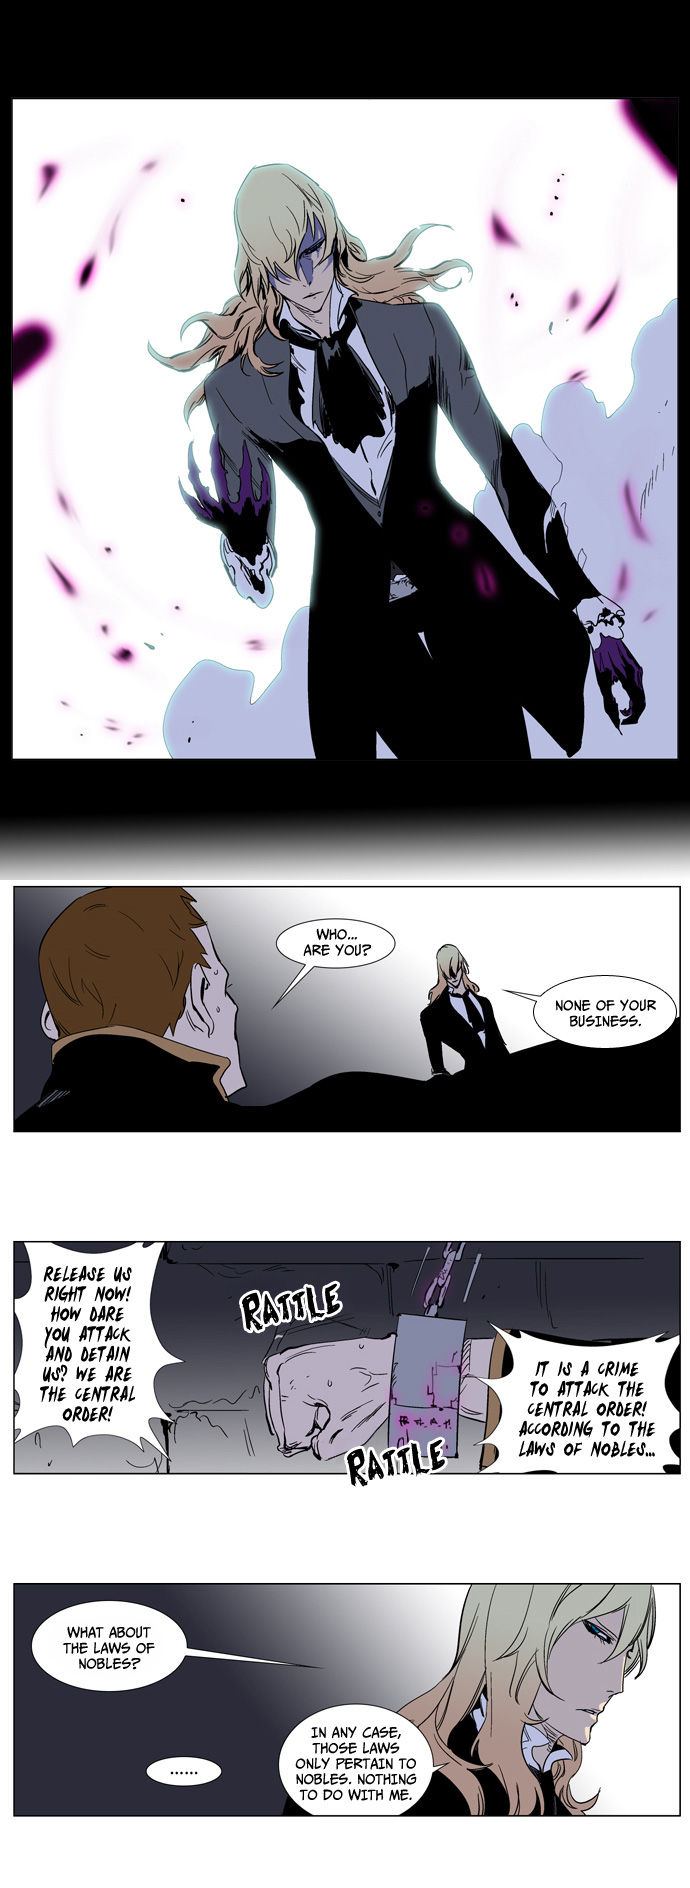 WHO...
ARE YOU?
NONE OF YOUR
BUSINESS.
RELEASE US
RIGHT NOW!
HOW DARE
YOU ATTACK
AND DETAIN
US? WE ARE
THE CENTRAL
ORDER!
RATTLE
RATTLE
IT IS A CRIME
TO ATTACK THE
CENTRAL ORDER!
ACCORDING TO THE
LAWS OF NOBLES...
WHAT ABOUT
THE LAWS OF
NOBLES?
......
IN ANY CASE,
THOSE LAWS
ONLY PERTAIN TO
NOBLES. NOTHING
TO DO WITH ME.